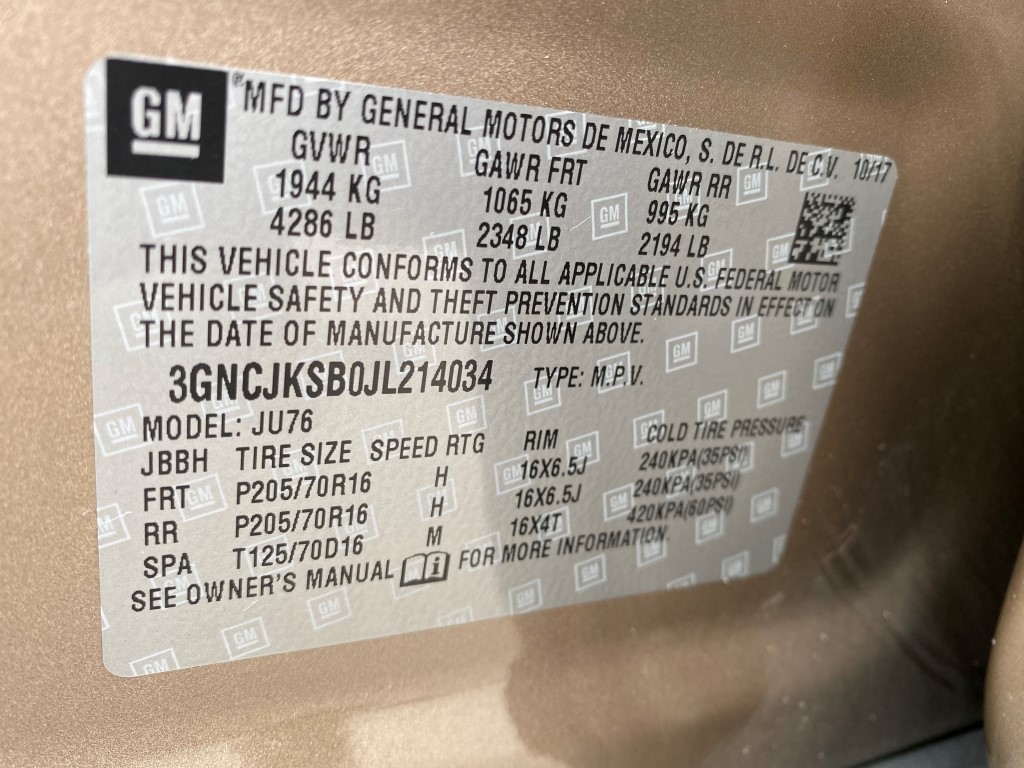 GM
®MFD BY GENERAL MOTORS DE MEXICO, S. DE R.L. DE C.V. 10/17
GVWR GAWR FRT GAWR RR
1944 KG 1065 KG 995 KG
4286 LB 2348 LB 2194 LB
THIS VEHICLE CONFORMS TO ALL APPLICABLE U.S. FEDERAL MOTOR
VEHICLE SAFETY AND THEFT PREVENTION STANDARDS IN EFFECT ON
THE DATE OF MANUFACTURE SHOWN ABOVE.
3GNCJKSB0JL214034 TYPE: M.P.V.
MODEL: JU76
JBBH TIRE SIZE SPEED RTG RIM COLD TIRE PRESSURE
FRT P205/70R16 H 16X6.5J 240KPA(35PSI)
RR P205/70R16 H 16X6.5J 240KPA(35PSI)
SPA T125/70D16 M 16X4T 420KPA(60PSI)
SEE OWNER'S MANUAL FOR MORE INFORMATION.